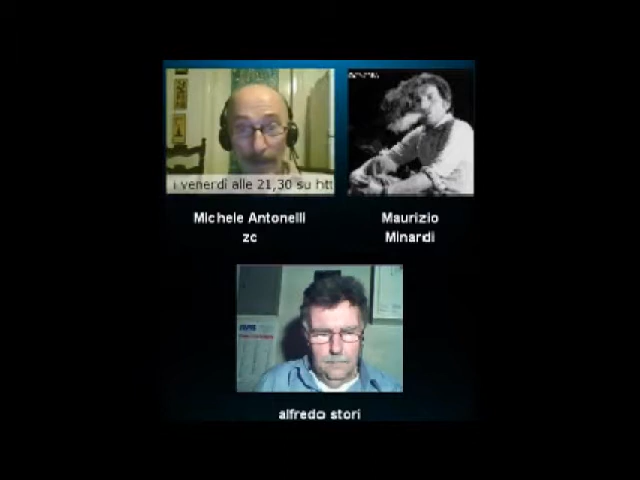 i venerdì alle 21,30 su htt
Michele Antonelli
zc
Maurizio
Minardi
alfredo stori